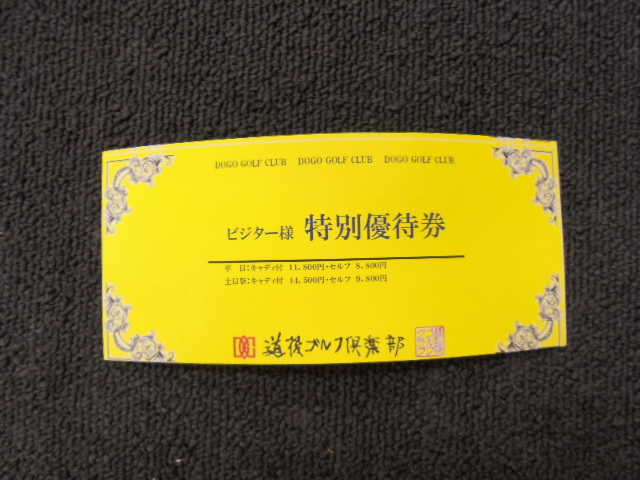 DOGO GOLF CLUB DOGO GOLF CLUB DOGO GOLF CLUB
ビジター様 特別優待券
平 日:キャディ付 11,800円・セルフ 8,800円
土日祭:キャディ付 14,500円・セルフ 9,800円
道後ゴルフ倶楽部